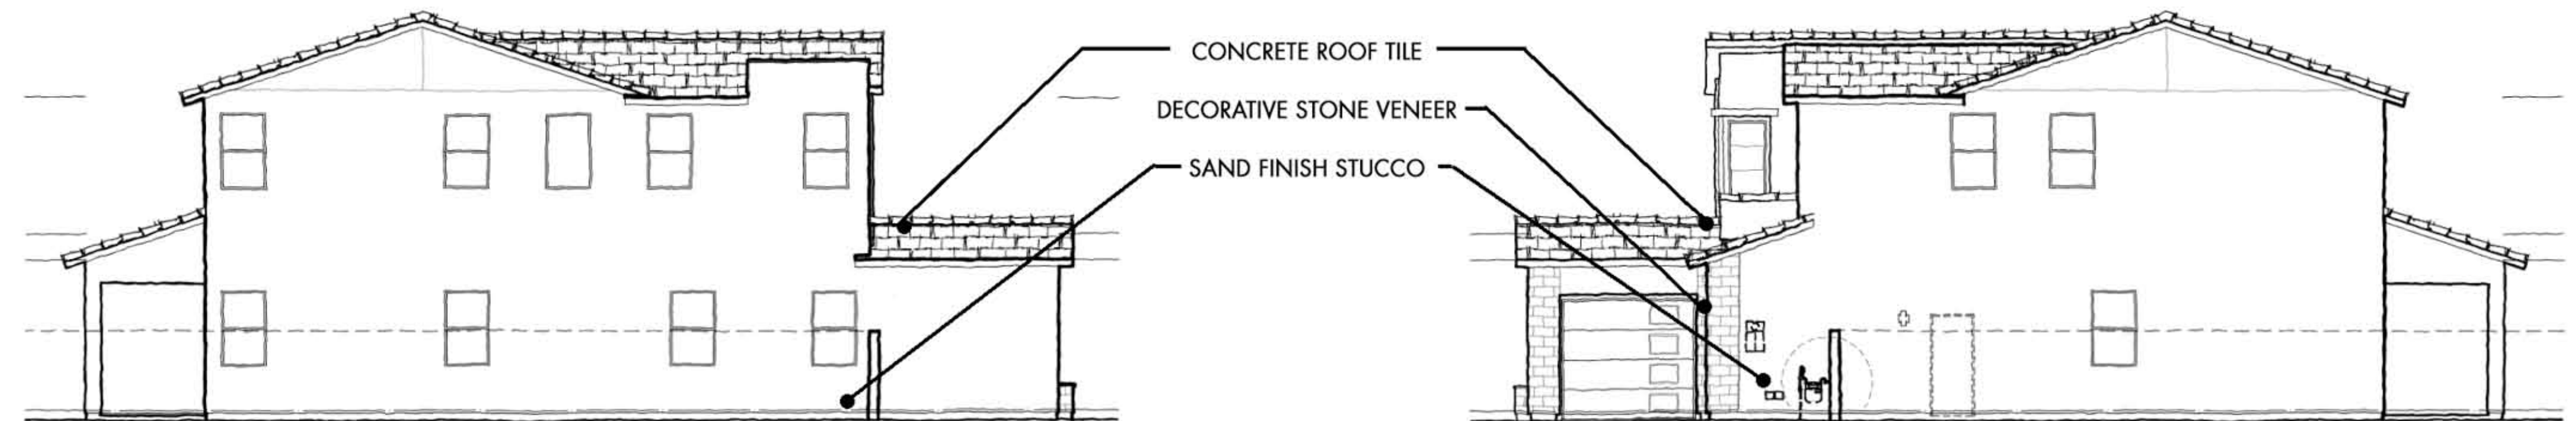 CONCRETE ROOF TILE
DECORATIVE STONE VENEER
SAND FINISH STUCCO